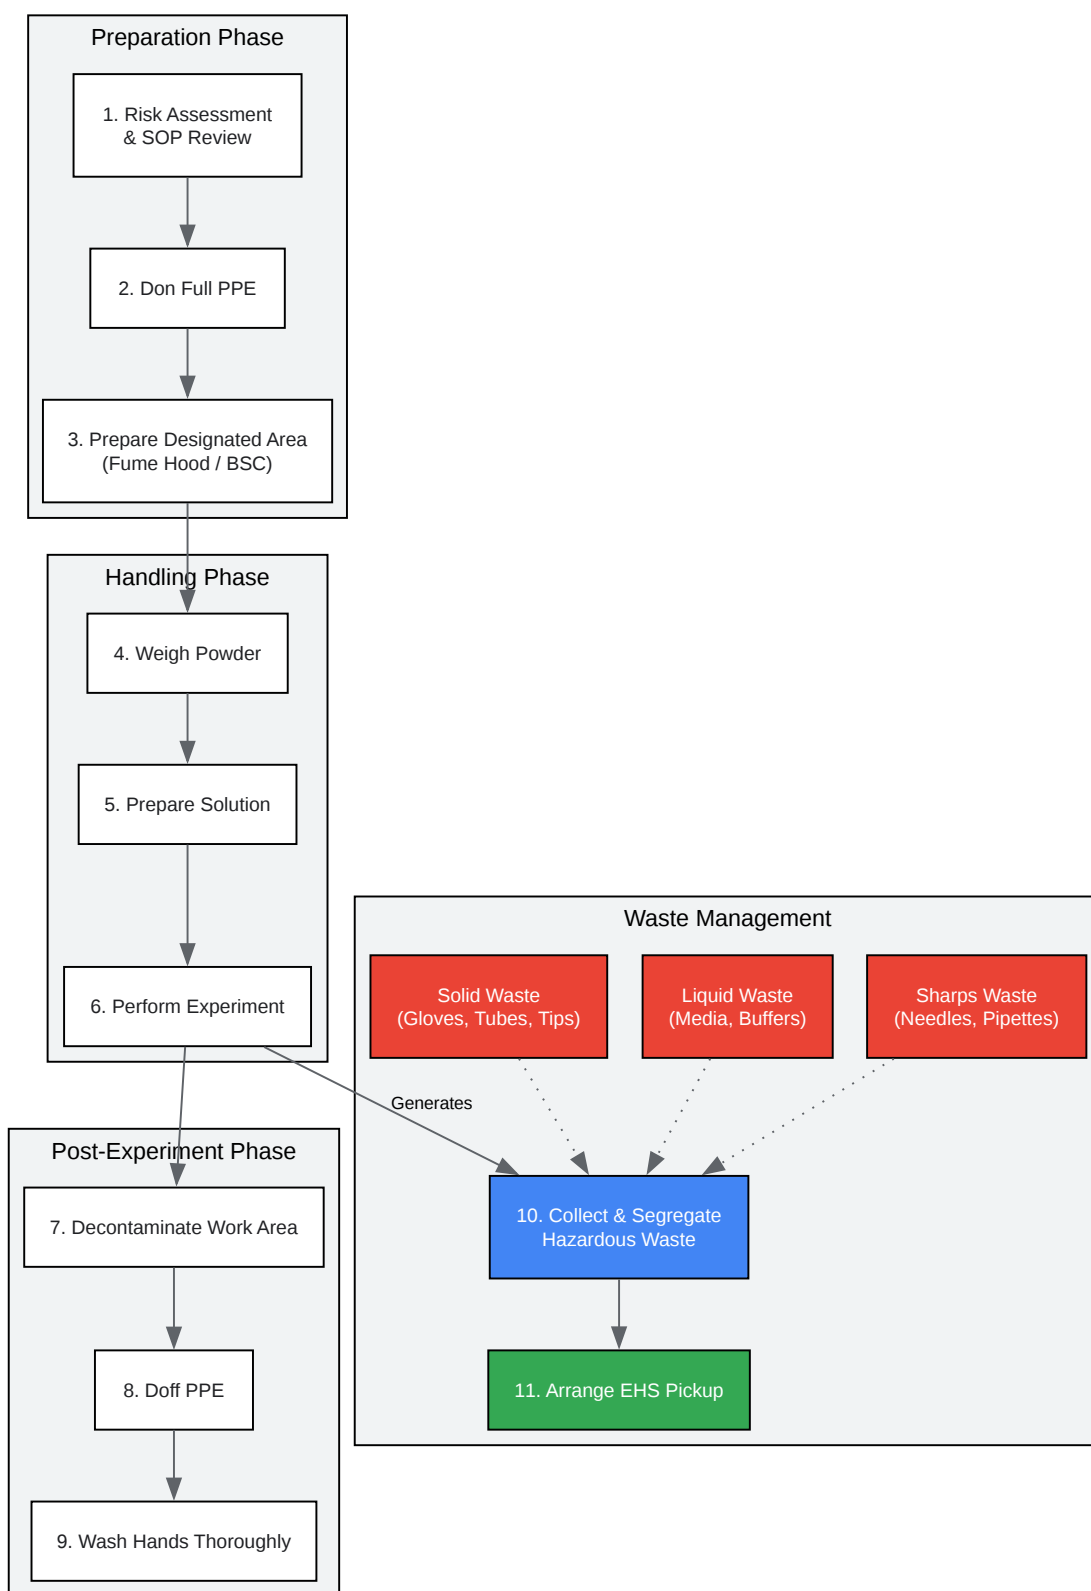 Preparation Phase
1. Risk Assessment
& SOP Review
2. Don Full PPE
3. Prepare Designated Area
(Fume Hood / BSC)
Handling Phase
4. Weigh Powder
5. Prepare Solution
6. Perform Experiment
Generates
Waste Management
Solid Waste
(Gloves, Tubes, Tips)
Liquid Waste
(Media, Buffers)
Sharps Waste
(Needles, Pipettes)
10. Collect & Segregate
Hazardous Waste
11. Arrange EHS Pickup
Post-Experiment Phase
7. Decontaminate Work Area
8. Doff PPE
9. Wash Hands Thoroughly